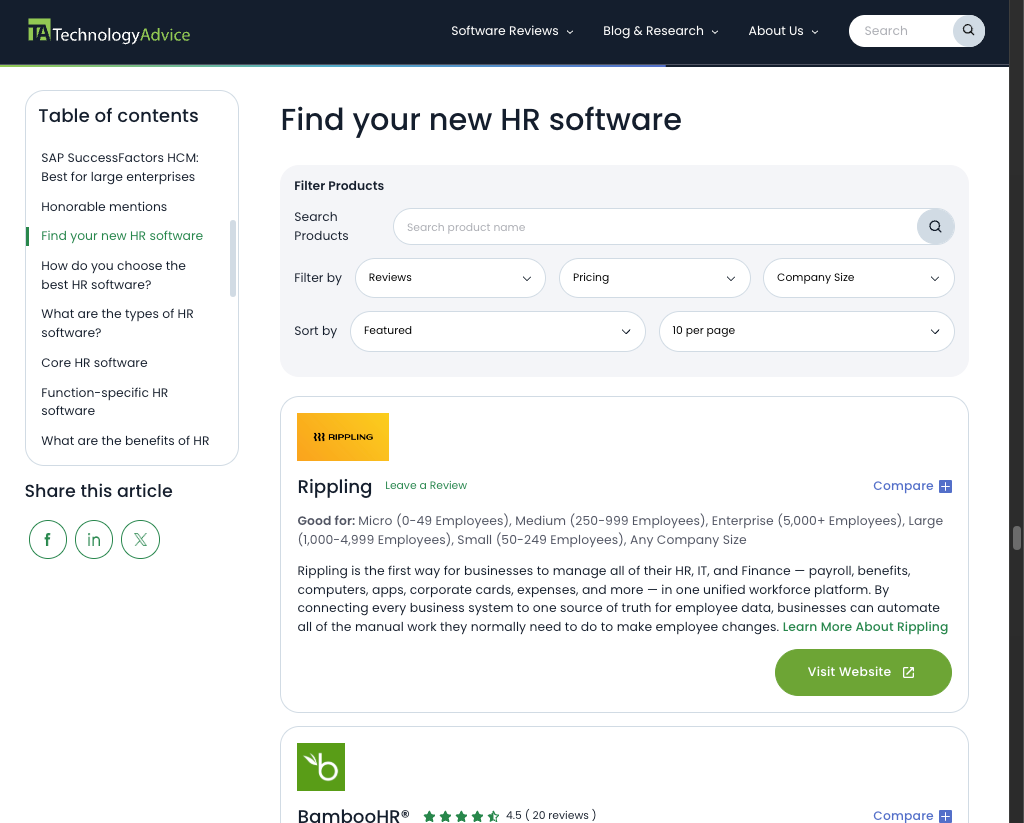 TechnologyAdvice
Software Reviews
Blog & Research
About Us
Search
Table of contents
SAP SuccessFactors HCM:
Best for large enterprises
Honorable mentions
Find your new HR software
How do you choose the
best HR software?
What are the types of HR
software?
Core HR software
Function-specific HR
software
What are the benefits of HR
Share this article
Find your new HR software
Filter Products
Search
Products
Search product name
Filter by
Reviews
Pricing
Company Size
Sort by
Featured
10 per page
RIPPLING
Rippling
Leave a Review
Compare
Good for: Micro (0-49 Employees), Medium (250-999 Employees), Enterprise (5,000+ Employees), Large
(1,000-4,999 Employees), Small (50-249 Employees), Any Company Size
Rippling is the first way for businesses to manage all of their HR, IT, and Finance — payroll, benefits,
computers, apps, corporate cards, expenses, and more — in one unified workforce platform. By
connecting every business system to one source of truth for employee data, businesses can automate
all of the manual work they normally need to do to make employee changes. Learn More About Rippling
Visit Website
BambooHR®
4.5 ( 20 reviews )
Compare